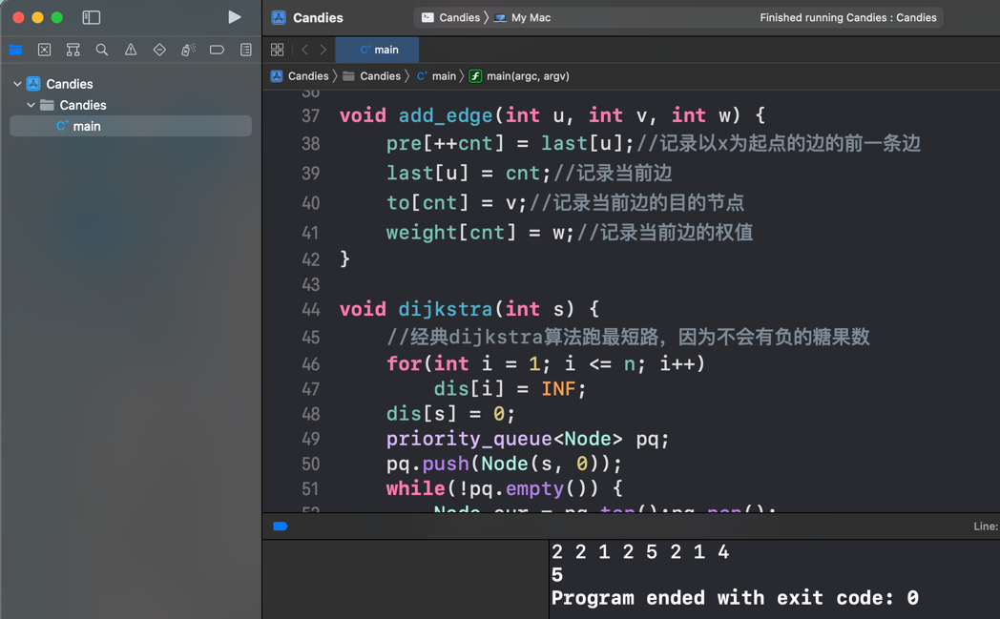 Candies
Candies
main
Candies
Candies
My Mac
Finished running Candies : Candies
C+ main
Candies
Candies
C+ main
main(argc, argv)
36
37 void add_edge(int u, int v, int w) {
38 pre[++cnt] = last[u];//记录以x为起点的边的前一条边
39 last[u] = cnt;//记录当前边
40 to[cnt] = v;//记录当前边的目的节点
41 weight[cnt] = w;//记录当前边的权值
42 }
43
44 void dijkstra(int s) {
45 //经典dijkstra算法跑最短路，因为不会有负的糖果数
46 for(int i = 1; i <= n; i++)
47 dis[i] = INF;
48 dis[s] = 0;
49 priority_queue<Node> pq;
50 pq.push(Node(s, 0));
51 while(!pq.empty()) {
52 Node cur = pq.top();pq.pop();
Line:
2 2 1 2 5 2 1 4
5
Program ended with exit code: 0